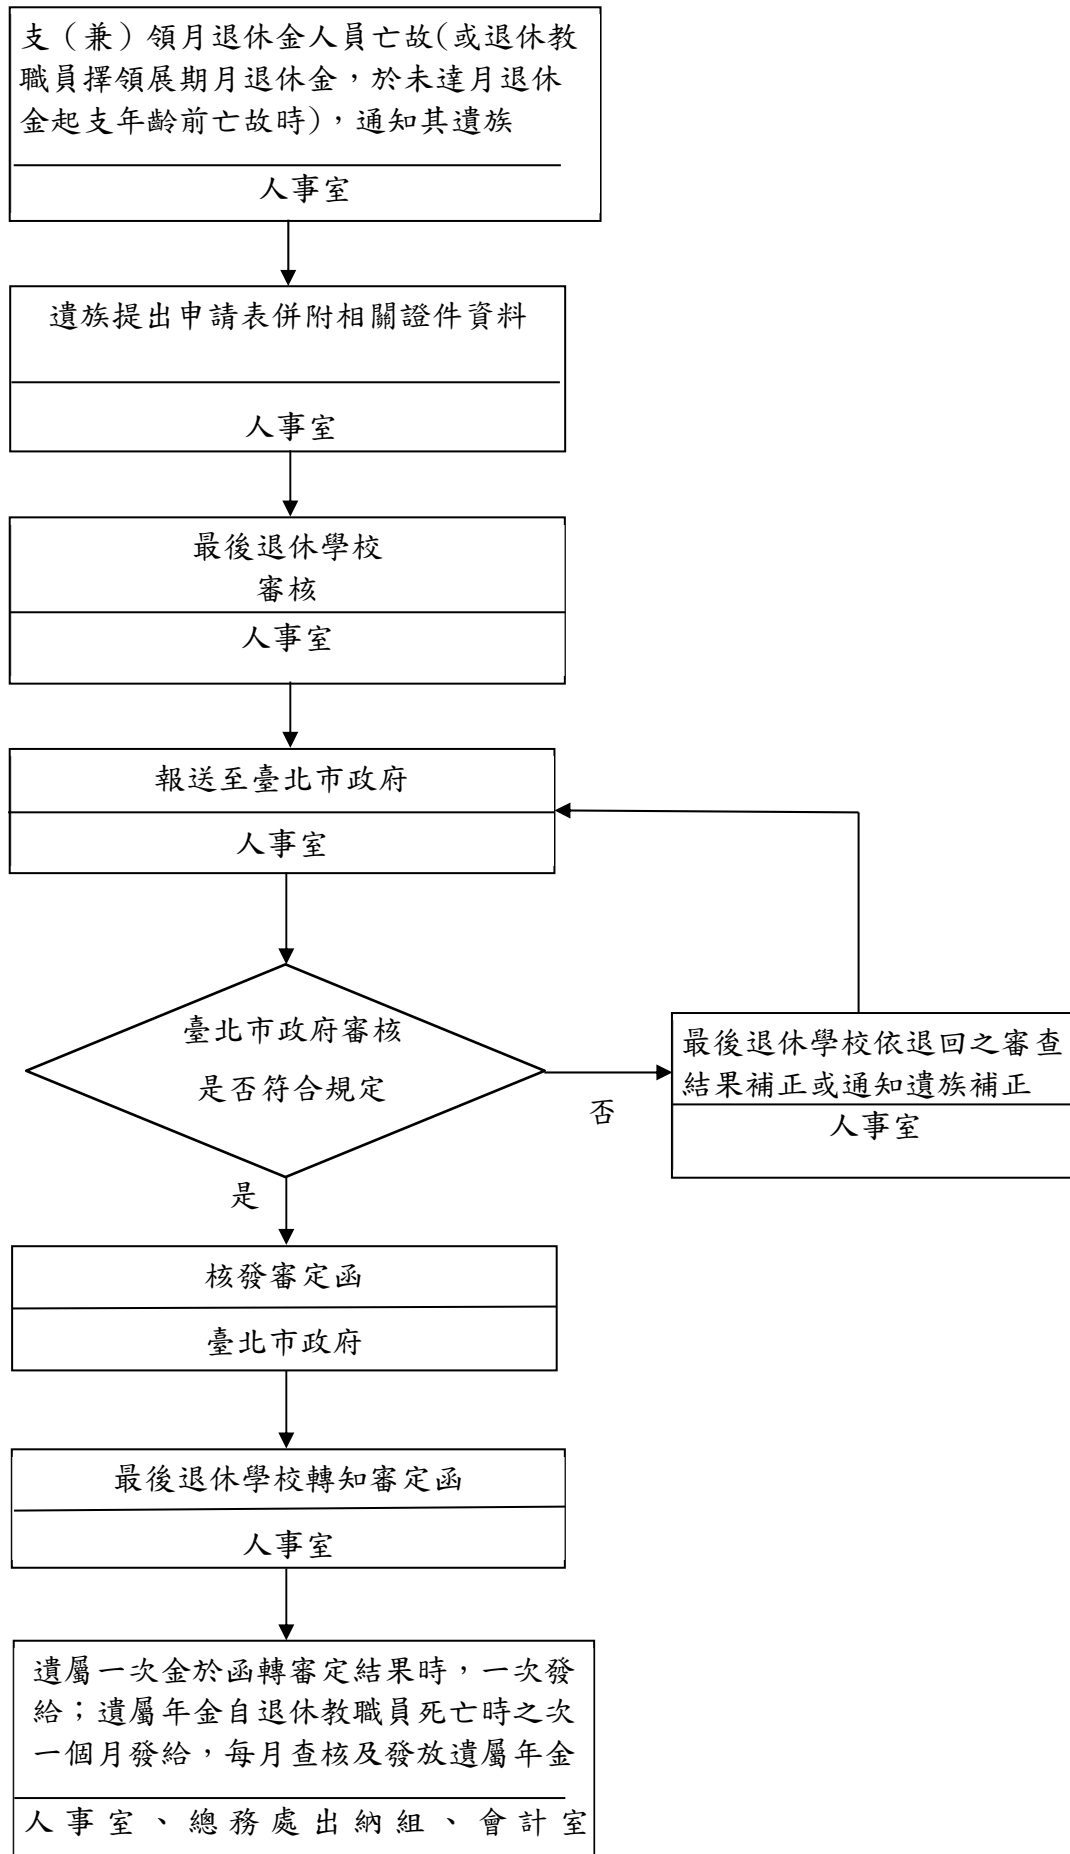 支（兼）領月退休金人員亡故(或退休教
職員擇領展期月退休金，於未達月退休
金起支年齡前亡故時)，通知其遺族
人事室
遺族提出申請表併附相關證件資料
人事室
最後退休學校
審核
人事室
報送至臺北市政府
人事室
臺北市政府審核
是否符合規定
否
最後退休學校依退回之審查
結果補正或通知遺族補正
人事室
是
核發審定函
臺北市政府
最後退休學校轉知審定函
人事室
遺屬一次金於函轉審定結果時，一次發
給；遺屬年金自退休教職員死亡時之次
一個月發給，每月查核及發放遺屬年金
人事室、總務處出納組、會計室